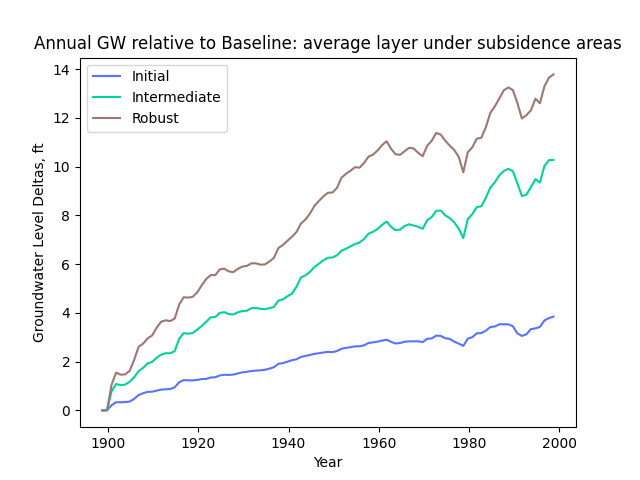 Annual GW relative to Baseline: average layer under subsidence areas
Initial
Intermediate
Robust
Groundwater Level Deltas, ft
14
12
10
8
6
4
2
0
1900 1920 1940 1960 1980 2000
Year